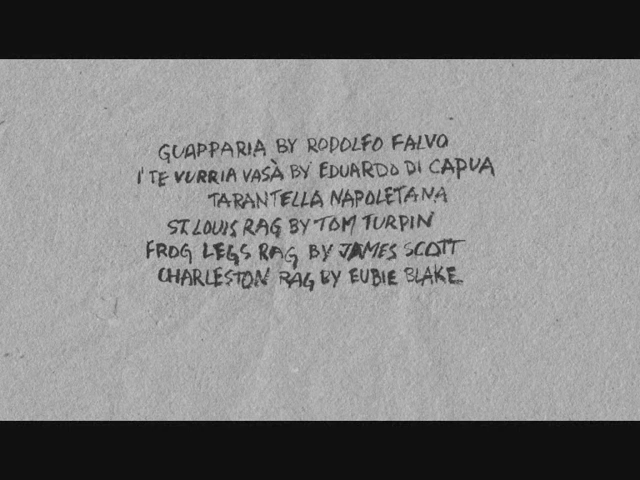 GUAPPARIA BY RODOLFO FALVO
I' TE VURRIA VASÀ BY EDUARDO DI CAPUA
TARANTELLA NAPOLETANA
ST. LOUIS RAG BY TOM TURPIN
FROG LEGS RAG BY JAMES SCOTT
CHARLESTON RAG BY EUBIE BLAKE